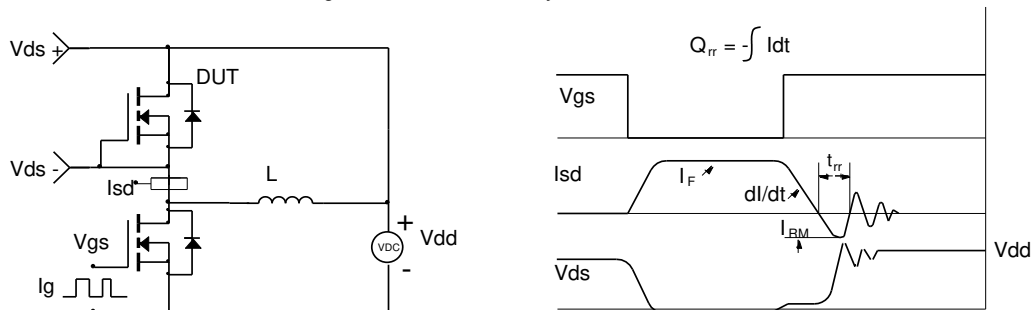 Vds +
DUT
Vds -
Isd
L
Vgs
Ig
+
VDC
-
Vdd
Qrr = -∫ Idt
Vgs
Isd
IF
trr
dI/dt
IRM
Vds
Vdd